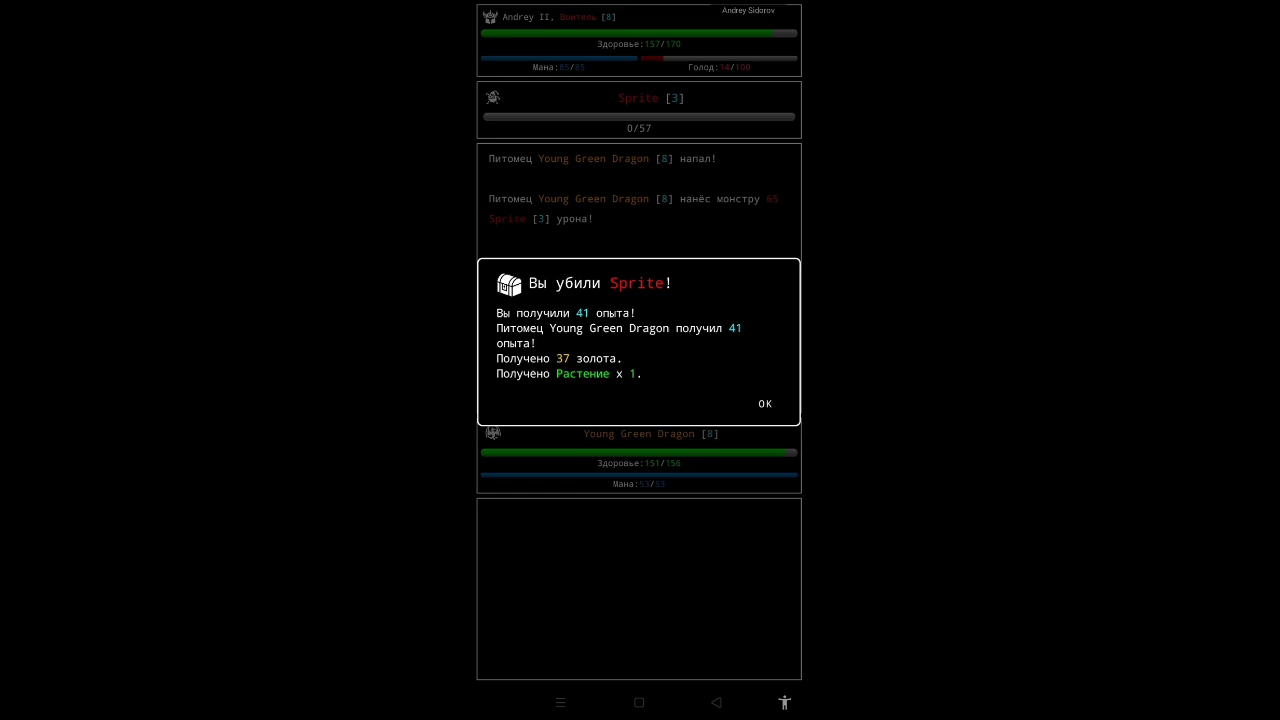 Andrey Sidorov
Andrey II, Воитель [8]
Здоровье:157/170
Мана:85/85 Голод:14/100
Sprite [3]
0/57
Питомец Young Green Dragon [8] напал!
Питомец Young Green Dragon [8] нанёс монстру 65
Sprite [3] урона!
Вы убили Sprite!
Вы получили 41 опыта!
Питомец Young Green Dragon получил 41
опыта!
Получено 37 золота.
Получено Растение x 1.
OK
Young Green Dragon [8]
Здоровье:151/156
Мана:53/53